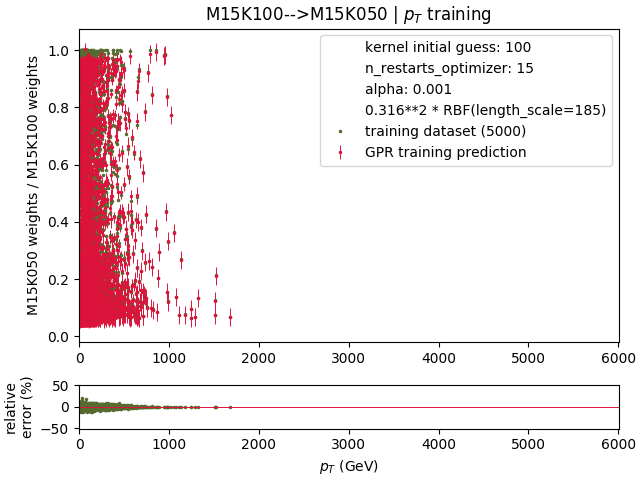 M15K100-->M15K050 | pT training
M15K050 weights / M15K100 weights
1.0
0.8
0.6
0.4
0.2
0.0
kernel initial guess: 100
n_restarts_optimizer: 15
alpha: 0.001
0.316**2 * RBF(length_scale=185)
training dataset (5000)
GPR training prediction
0 1000 2000 3000 4000 5000 6000
relative
error (%)
50
0
−50
0 1000 2000 3000 4000 5000 6000
pT (GeV)